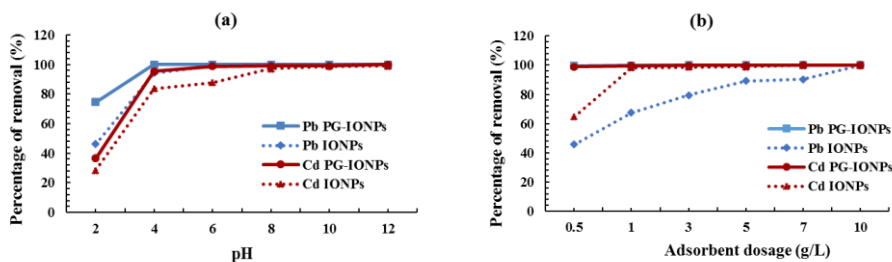 (a)
Percentage of removal (%)
120
100
80
60
40
20
0
Pb PG-IONPs
Pb IONPs
Cd PG-IONPs
Cd IONPs
2 4 6 8 10 12
pH
(b)
Percentage of removal (%)
120
100
80
60
40
20
0
Pb PG-IONPs
Pb IONPs
Cd PG-IONPs
Cd IONPs
0.5 1 3 5 7 10
Adsorbent dosage (g/L)